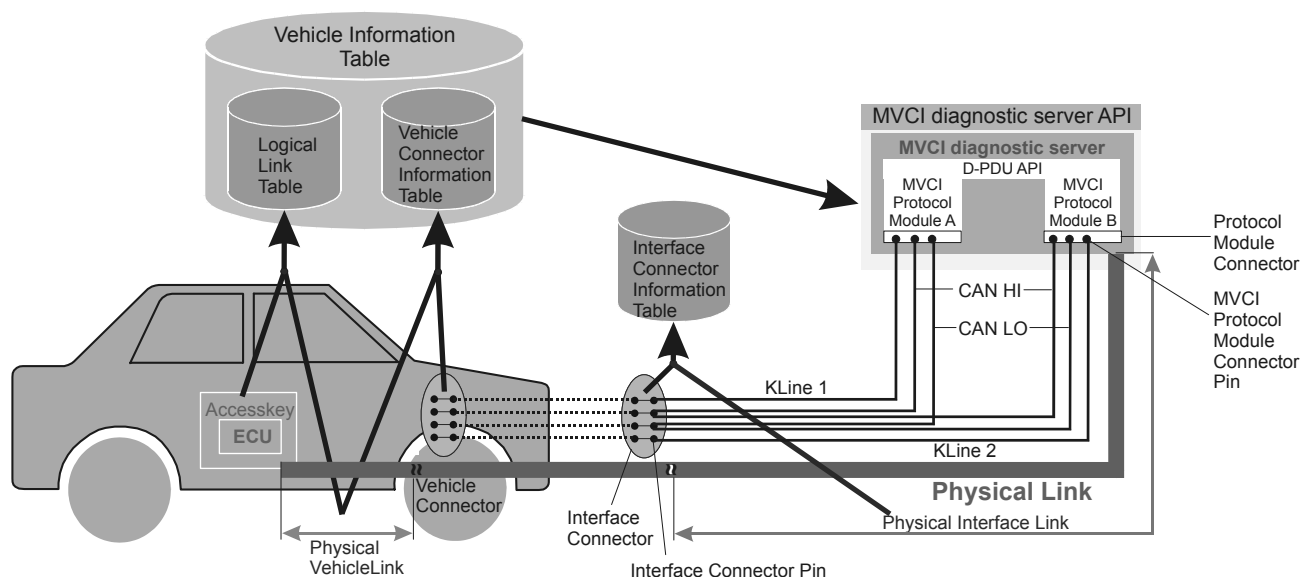 Vehicle Information
Table
Logical
Link
Table
Vehicle
Connector
Information
Table
MVCI diagnostic server API
MVCI diagnostic server
D-PDU API
MVCI
Protocol
Module A
MVCI
Protocol
Module B
Protocol
Module
Connector
MVCI
Protocol
Module
Connector
Pin
Interface
Connector
Information
Table
CAN HI
CAN LO
KLine 1
KLine 2
Accesskey
ECU
Vehicle
Connector
Physical Link
Physical Interface Link
Interface
Connector
Physical
VehicleLink
Interface Connector Pin